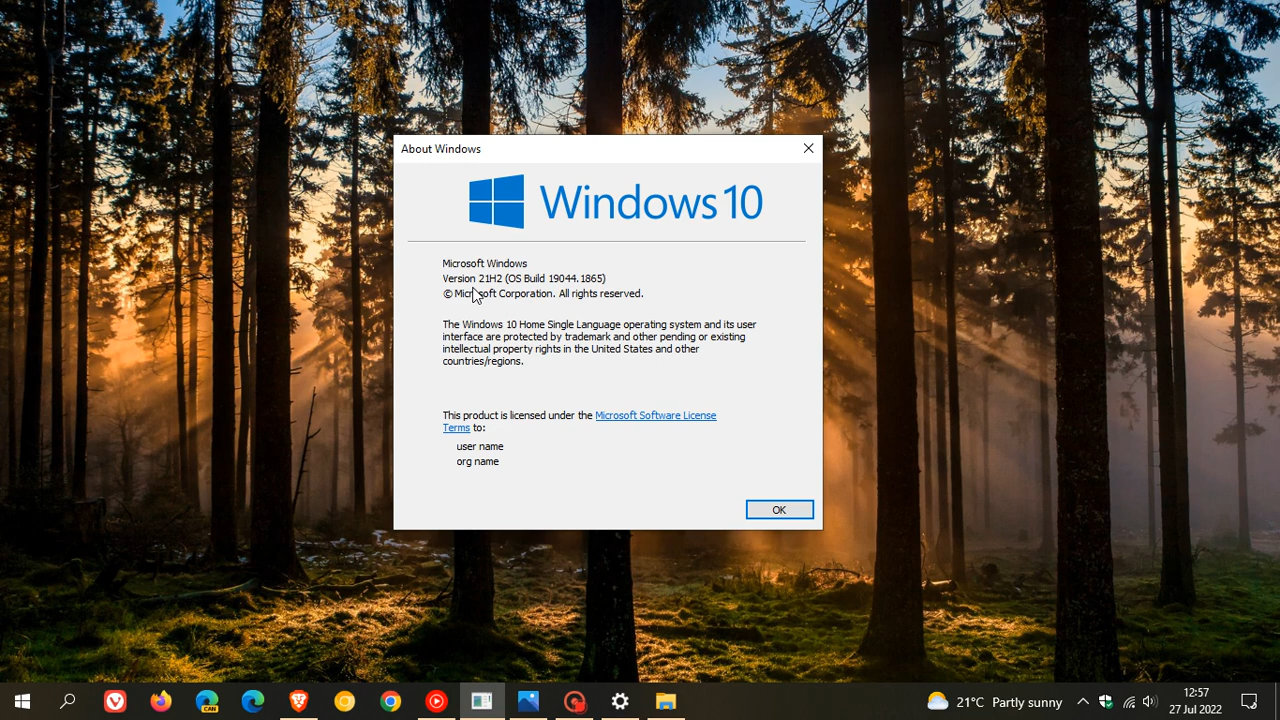 About Windows
Windows 10
Microsoft Windows
Version 21H2 (OS Build 19044.1865)
© Microsoft Corporation. All rights reserved.
The Windows 10 Home Single Language operating system and its user
interface are protected by trademark and other pending or existing
intellectual property rights in the United States and other
countries/regions.
This product is licensed under the Microsoft Software License
Terms to:
user name
org name
OK
CAN
21°C Partly sunny
12:57
27 Jul 2022